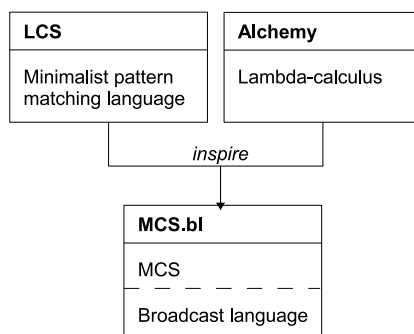 LCS
Minimalist pattern
matching language
Alchemy
Lambda-calculus
inspire
MCS.bl
MCS
Broadcast language